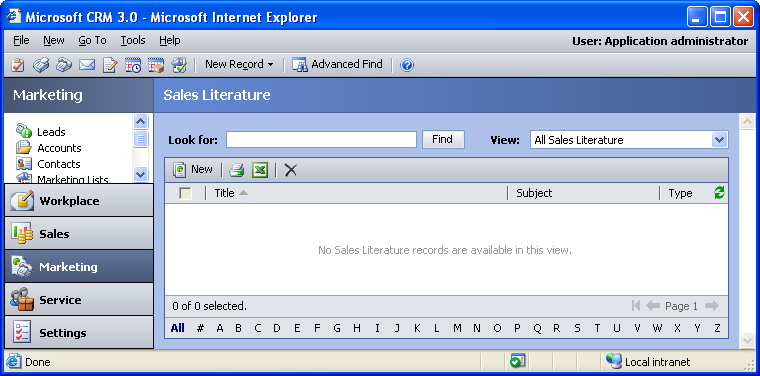 Microsoft CRM 3.0 - Microsoft Internet Explorer
File New Go To Tools Help User: Application administrator
New Record Advanced Find
Marketing
Sales Literature
Leads
Accounts
Contacts
Marketing Lists
Look for: Find View: All Sales Literature
New
Title Subject Type
No Sales Literature records are available in this view.
0 of 0 selected. Page 1
All # A B C D E F G H I J K L M N O P Q R S T U V W X Y Z
Workplace
Sales
Marketing
Service
Settings
Done Local intranet